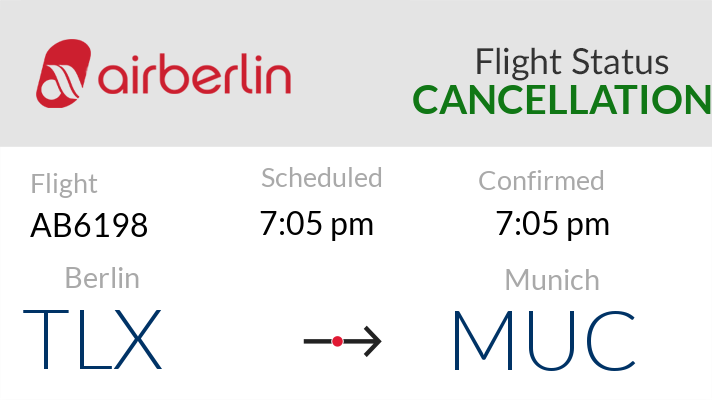 airberlin
Flight Status
CANCELLATION
Flight Scheduled Confirmed
AB6198 7:05 pm 7:05 pm
Berlin Munich
TLX MUC